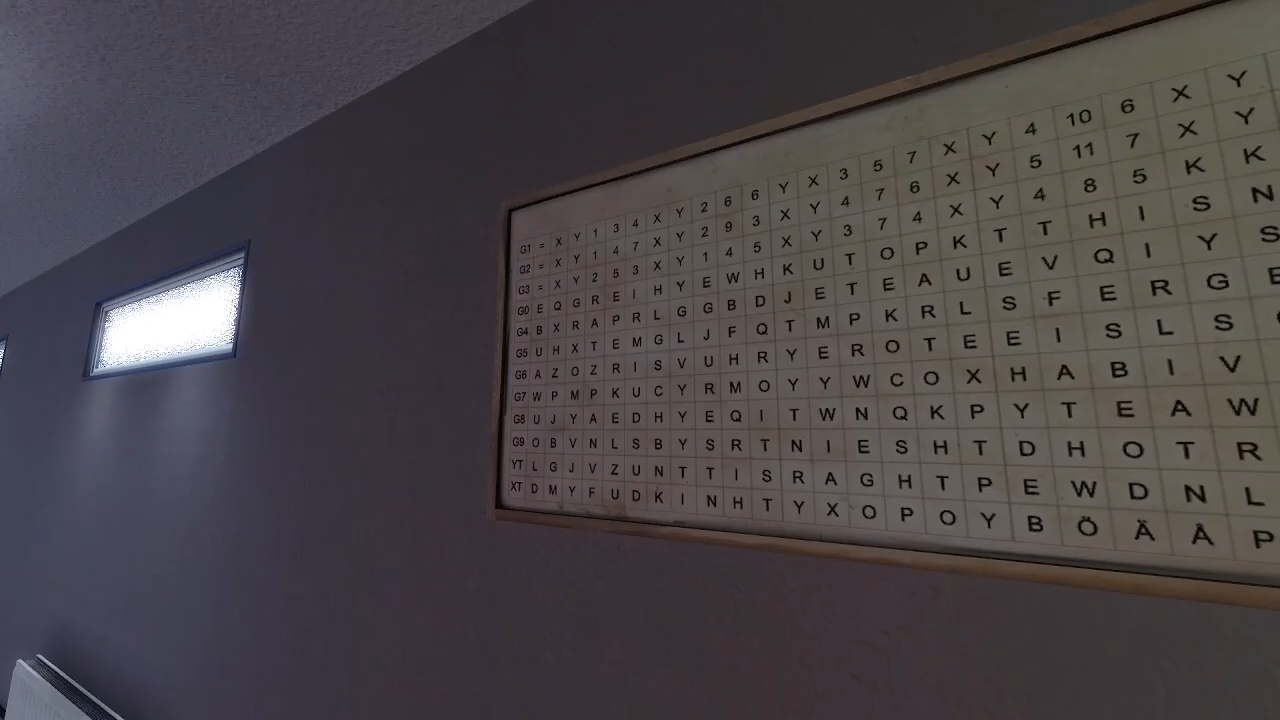 G1 = X Y 1 3 4 X Y 2 6 6 Y X 3 5 7 X Y 4 10 6 X Y
G2 = X Y 1 4 7 X Y 2 9 3 X Y 4 7 6 X Y 5 11 7 X Y
G3 = X Y 2 5 3 X Y 1 4 5 X Y 3 7 4 X Y 4 8 5 K K
G0 E Q G R E I H Y E W H K U T O P K T T H I S N
G4 B X R A P R L G G B D J E T E A U E V Q I Y S
G5 U H X T E M G L J F Q T M P K R L S F E R G E
G6 A Z O Z R I S V U H R Y E R O T E E I S L S
G7 W P M P K U C Y R M O Y Y W C O X H A B I V
G8 U J Y A E D H Y E Q I T W N Q K P Y T E A W
G9 O B V N L S B Y S R T N I E S H T D H O T R
YT L G J V Z U N T T I S R A G H T P E W D N L
XT D M Y F U D K I N H T Y X O P O Y B Ö Ä Å P